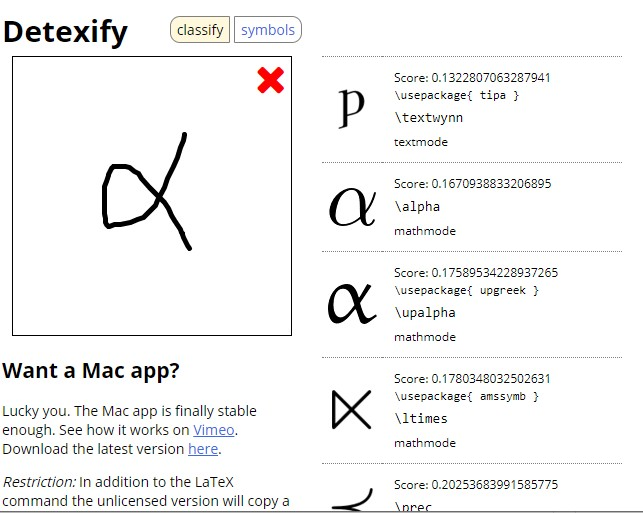 Detexify
classify
symbols
α
Want a Mac app?
Lucky you. The Mac app is finally stable
enough. See how it works on Vimeo.
Download the latest version here.
Restriction: In addition to the LaTeX
command the unlicensed version will copy a
Score: 0.1322807063287941
\usepackage{ tipa }
\textwynn
textmode
α
Score: 0.1670938833206895
\alpha
mathmode
α
Score: 0.17589534228937265
\usepackage{ upgreek }
\upalpha
mathmode
⋉
Score: 0.1780348032502631
\usepackage{ amssymb }
\ltimes
mathmode
Score: 0.20253683991585775
\prec